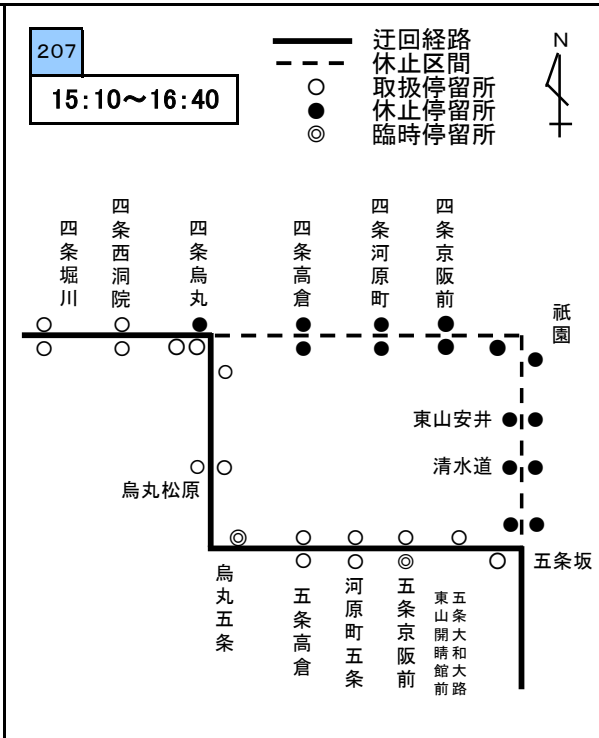 207
15:10～16:40
迂回経路
休止区間
取扱停留所
休止停留所
臨時停留所
N
四条堀川
四条西洞院
四条烏丸
四条高倉
四条河原町
四条京阪前
祇園
東山安井
清水道
烏丸松原
五条坂
烏丸五条
五条高倉
河原町五条
五条京阪前
五条大和大路
東山開睛館前